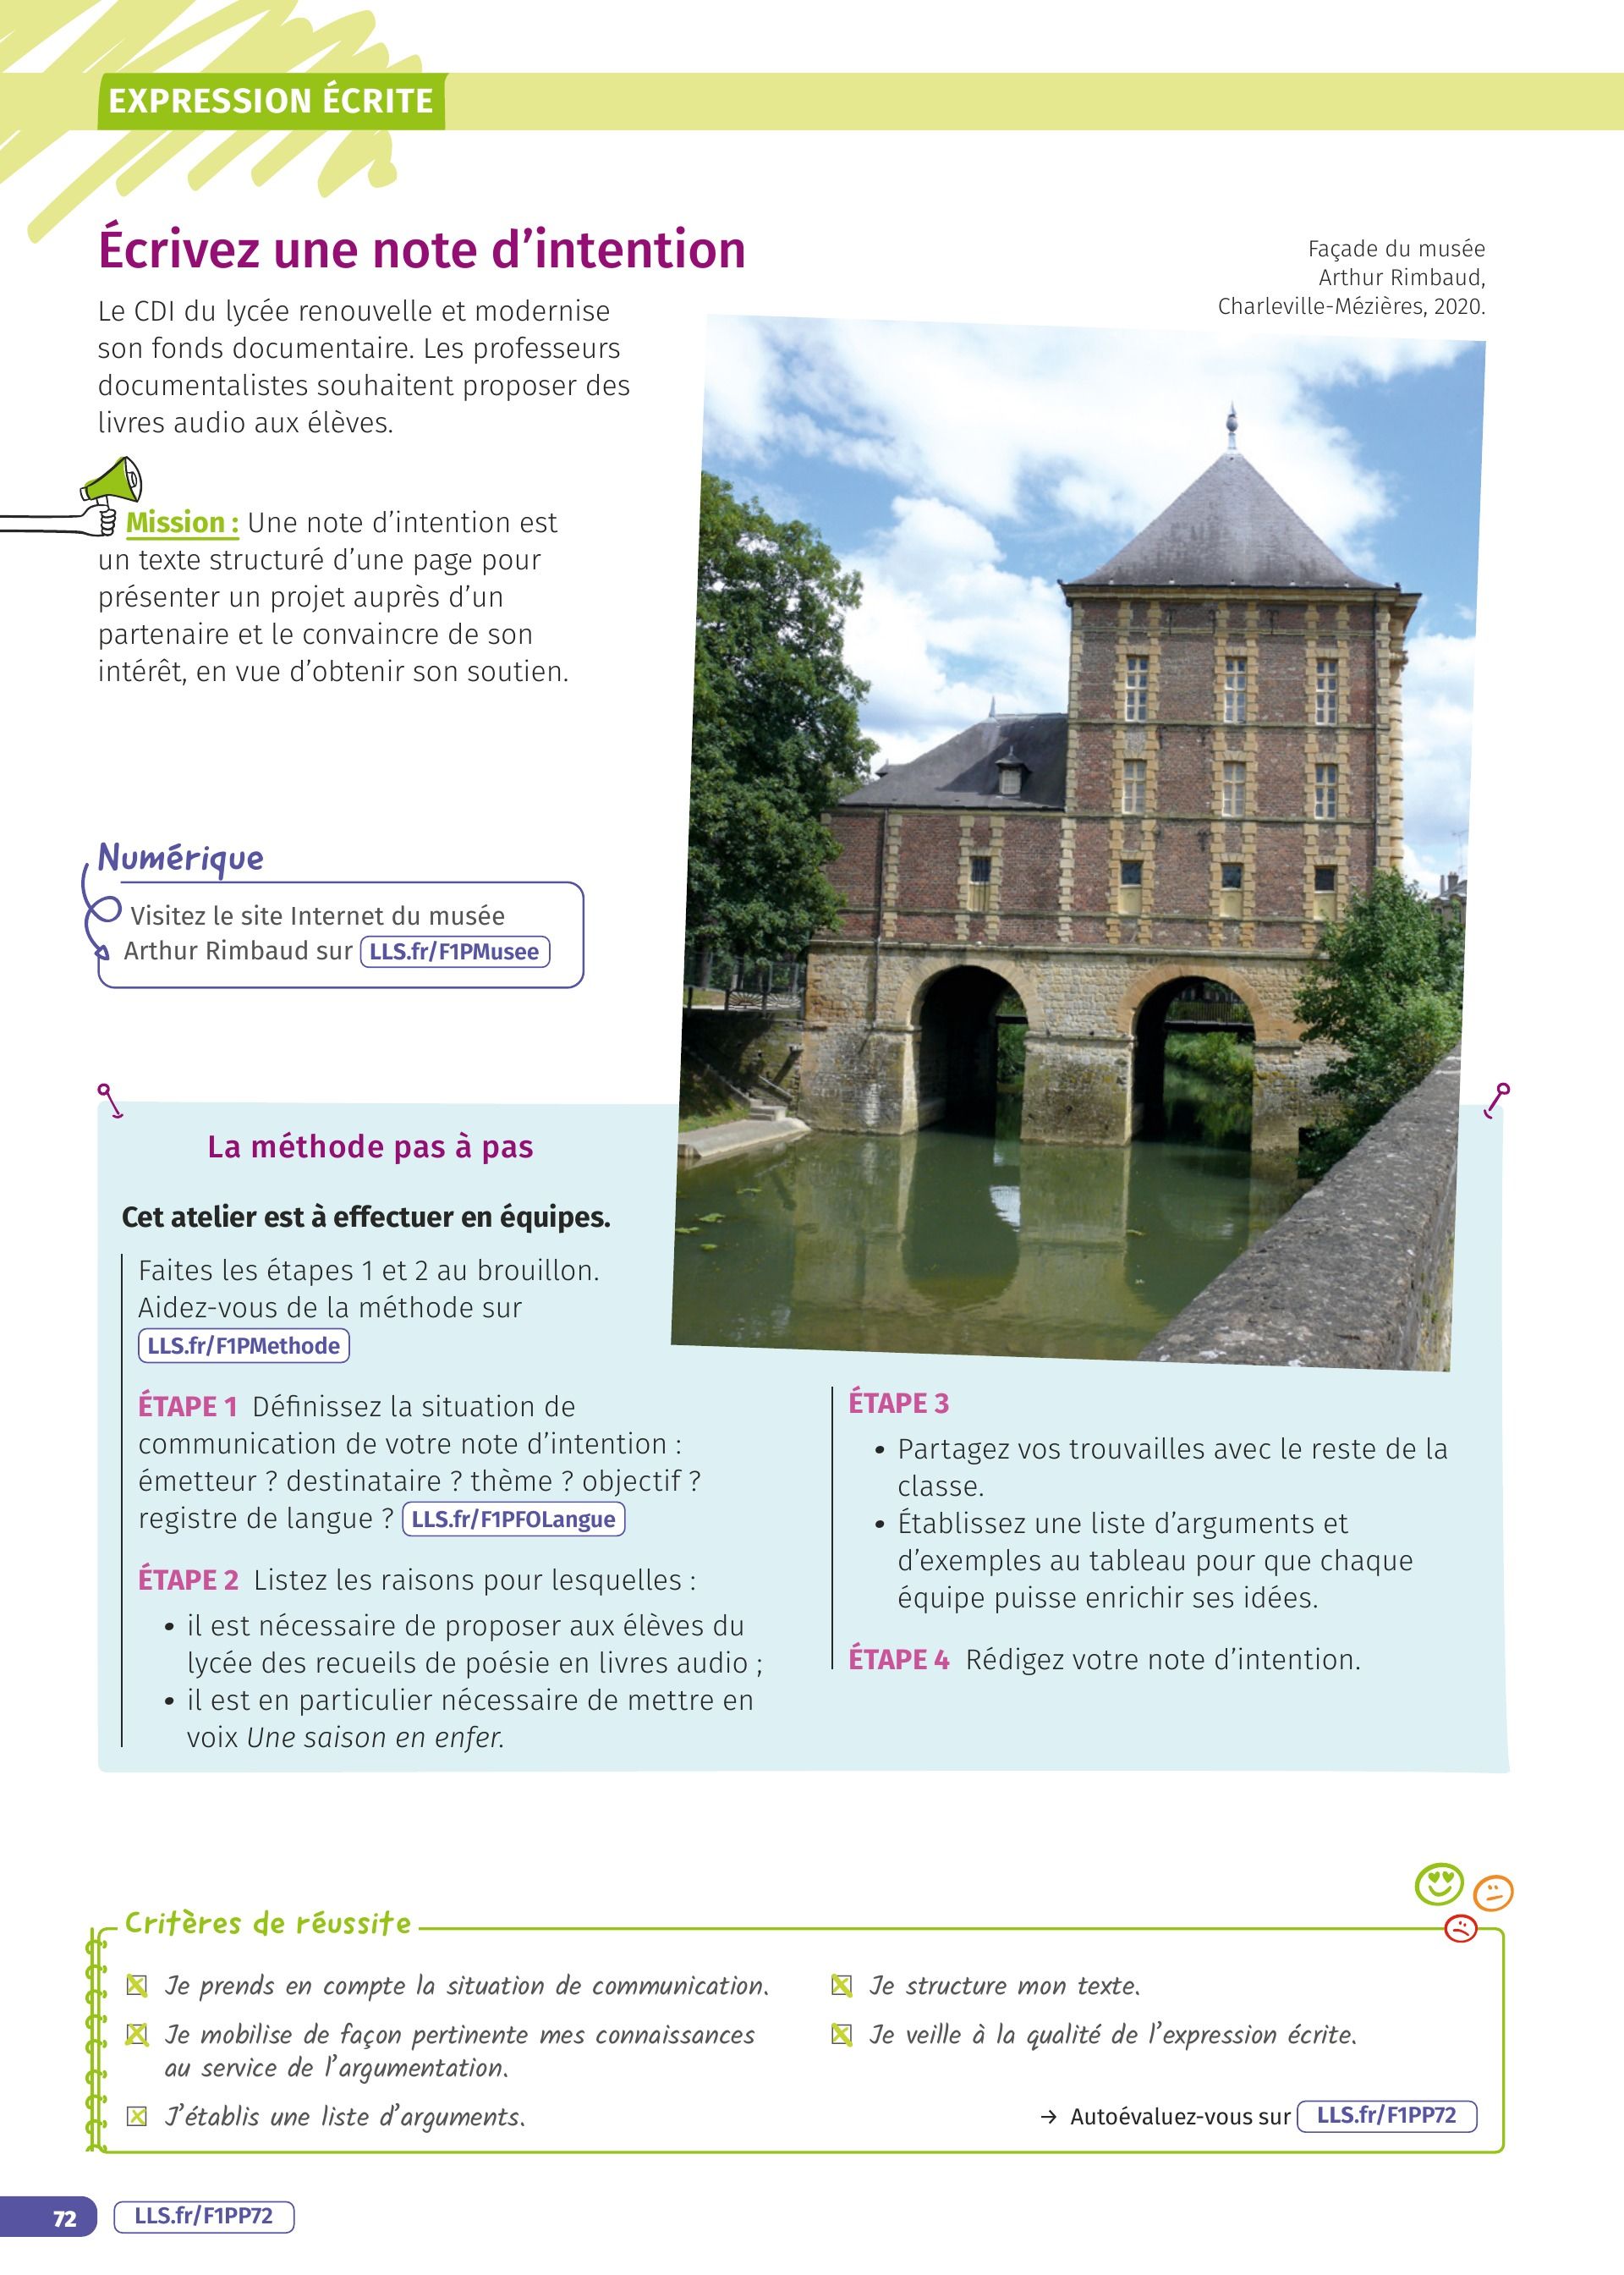 EXPRESSION ÉCRITE
Écrivez une note d’intention
Le CDI du lycée renouvelle et modernise
son fonds documentaire. Les professeurs
documentalistes souhaitent proposer des
livres audio aux élèves.
Mission : Une note d’intention est
un texte structuré d’une page pour
présenter un projet auprès d’un
partenaire et le convaincre de son
intérêt, en vue d’obtenir son soutien.
Façade du musée
Arthur Rimbaud,
Charleville-Mézières, 2020.
Numérique
Visitez le site Internet du musée
Arthur Rimbaud sur LLS.fr/F1PMusee
La méthode pas à pas
Cet atelier est à effectuer en équipes.
Faites les étapes 1 et 2 au brouillon.
Aidez-vous de la méthode sur
LLS.fr/F1PMethode
ÉTAPE 1 Définissez la situation de
communication de votre note d’intention :
émetteur ? destinataire ? thème ? objectif ?
registre de langue ? LLS.fr/F1PFOLangue
ÉTAPE 2 Listez les raisons pour lesquelles :
• il est nécessaire de proposer aux élèves du
lycée des recueils de poésie en livres audio ;
• il est en particulier nécessaire de mettre en
voix Une saison en enfer.
ÉTAPE 3
• Partagez vos trouvailles avec le reste de la
classe.
• Établissez une liste d’arguments et
d’exemples au tableau pour que chaque
équipe puisse enrichir ses idées.
ÉTAPE 4 Rédigez votre note d’intention.
Critères de réussite
Je prends en compte la situation de communication.
Je mobilise de façon pertinente mes connaissances
au service de l’argumentation.
J’établis une liste d’arguments.
Je structure mon texte.
Je veille à la qualité de l’expression écrite.
→ Autoévaluez-vous sur LLS.fr/F1PP72
72 LLS.fr/F1PP72